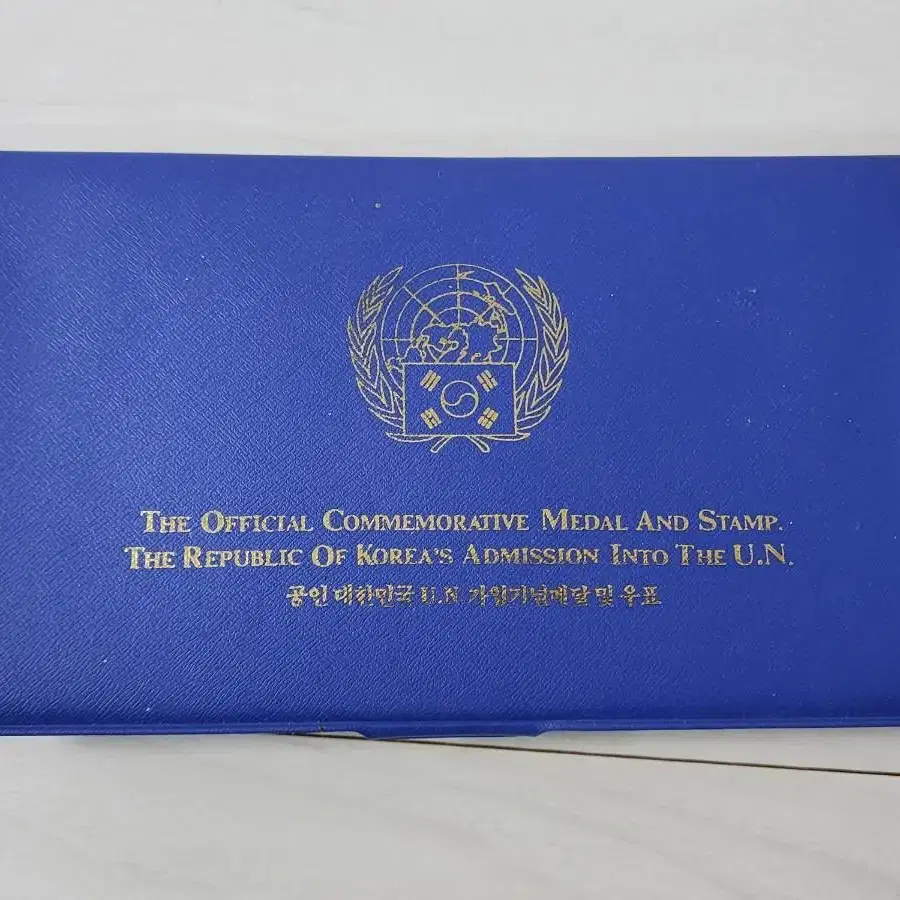 THE OFFICIAL COMMEMORATIVE MEDAL AND STAMP.
THE REPUBLIC OF KOREA'S ADMISSION INTO THE U.N.
공인 대한민국 U.N 가입기념메달 및 우표